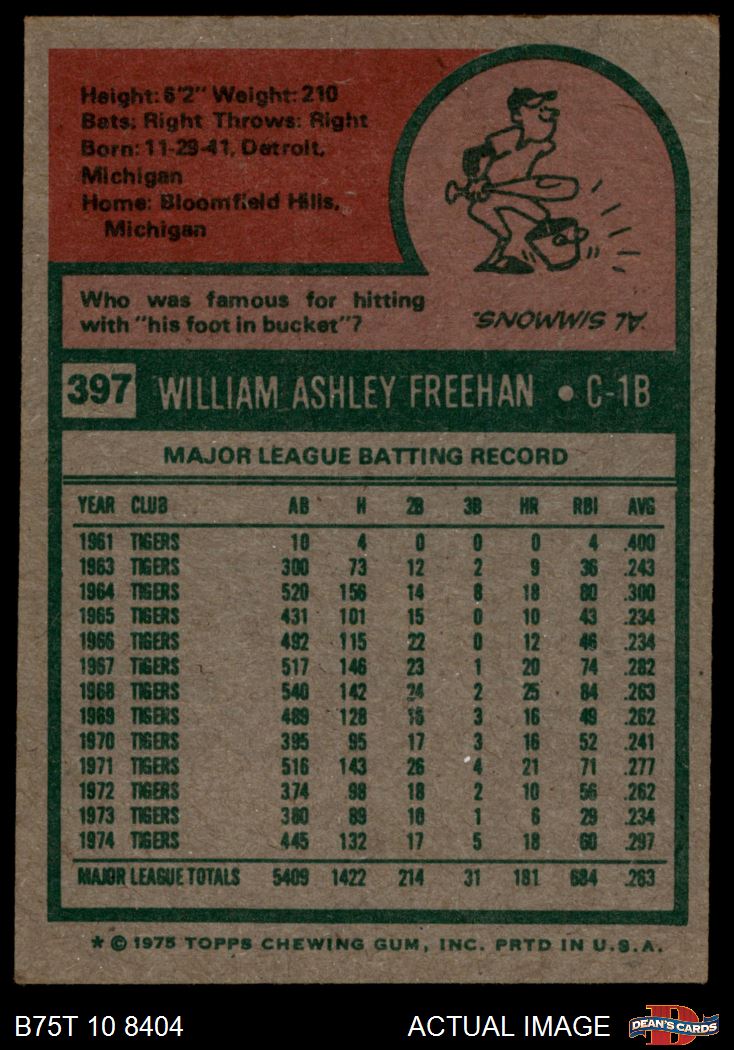 Height: 6'2" Weight: 210
Bats: Right Throws: Right
Born: 11-29-41, Detroit,
Michigan
Home: Bloomfield Hills,
Michigan
Who was famous for hitting
with "his foot in bucket"?
AL SIMMONS.
397 WILLIAM ASHLEY FREEHAN • C-1B
MAJOR LEAGUE BATTING RECORD
YEAR CLUB AB H 2B 3B HR RBI AVG
1961 TIGERS 10 4 0 0 0 4 .400
1963 TIGERS 300 73 12 2 9 36 .243
1964 TIGERS 520 156 14 8 18 80 .300
1965 TIGERS 431 101 15 0 10 43 .234
1966 TIGERS 492 115 22 0 12 46 .234
1967 TIGERS 517 146 23 1 20 74 .282
1968 TIGERS 540 142 24 2 25 84 .263
1969 TIGERS 489 128 16 3 16 49 .262
1970 TIGERS 395 95 17 3 16 52 .241
1971 TIGERS 516 143 26 4 21 71 .277
1972 TIGERS 374 98 18 2 10 56 .262
1973 TIGERS 380 89 10 1 6 29 .234
1974 TIGERS 445 132 17 5 18 60 .297
MAJOR LEAGUE TOTALS 5409 1422 214 31 181 684 .263
* © 1975 TOPPS CHEWING GUM, INC. PRTD IN U.S.A.
B75T 10 8404 ACTUAL IMAGE DEAN'S CARDS